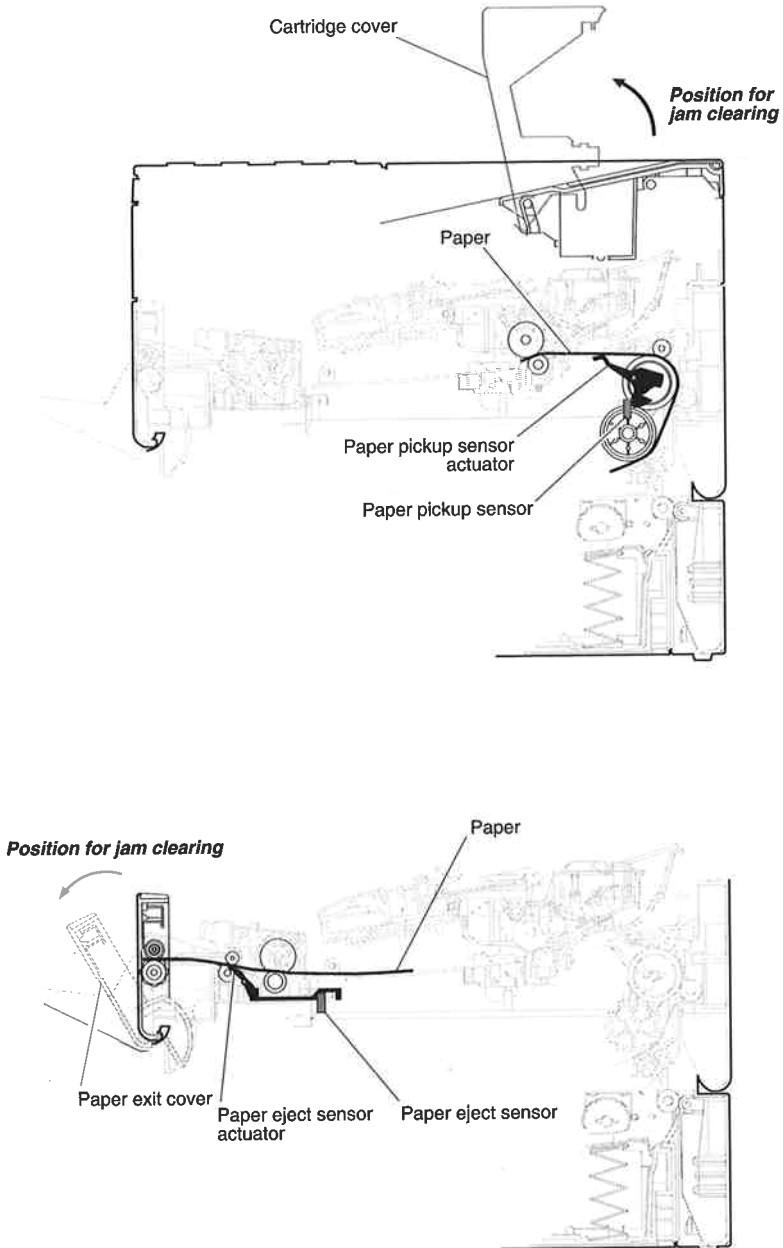 Cartridge cover
Position for
jam clearing
Paper
Paper pickup sensor
actuator
Paper pickup sensor
Position for jam clearing
Paper
Paper exit cover
Paper eject sensor
actuator
Paper eject sensor